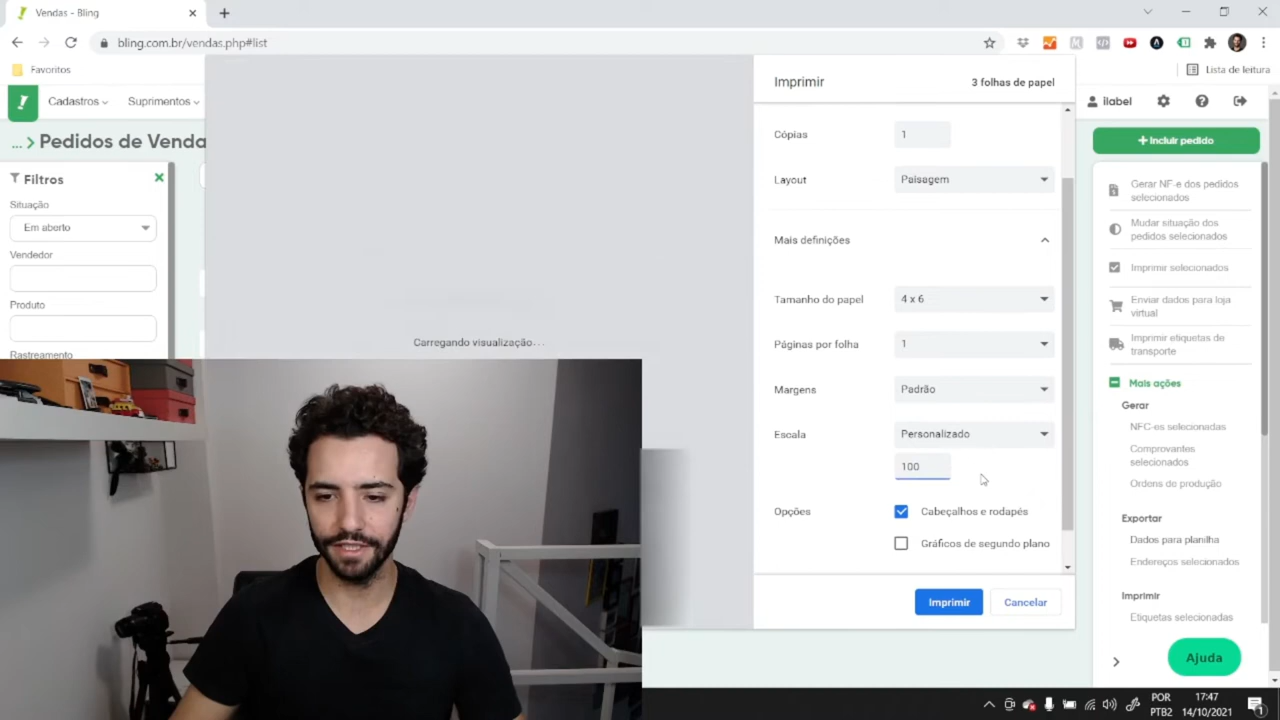 Vendas - Bling
bling.com.br/vendas.php#list
Favoritos
Lista de leitura
Cadastros
Suprimentos
ilabel
... > Pedidos de Venda
Filtros
Situação
Em aberto
Vendedor
Produto
Rastreamento
Carregando visualização...
Imprimir
3 folhas de papel
Cópias
1
Layout
Paisagem
Mais definições
Tamanho do papel
4 x 6
Páginas por folha
1
Margens
Padrão
Escala
Personalizado
100
Opções
Cabeçalhos e rodapés
Gráficos de segundo plano
Imprimir
Cancelar
+ Incluir pedido
Gerar NF-e dos pedidos
selecionados
Mudar situação dos
pedidos selecionados
Imprimir selecionados
Enviar dados para loja
virtual
Imprimir etiquetas de
transporte
Mais ações
Gerar
NFC-es selecionadas
Comprovantes
selecionados
Ordens de produção
Exportar
Dados para planilha
Endereços selecionados
Imprimir
Etiquetas selecionadas
Ajuda
POR
PTB2
17:47
14/10/2021
1